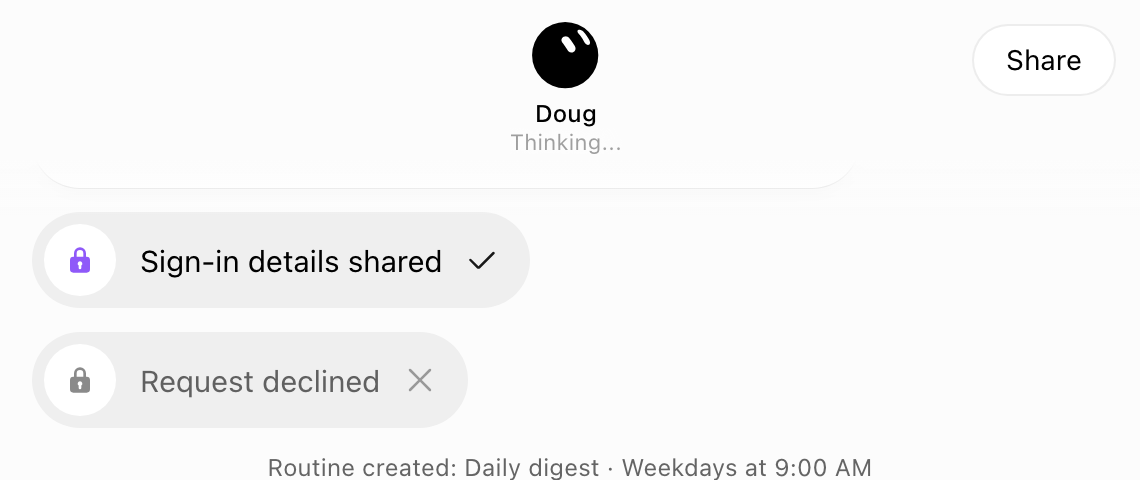 Doug
Thinking...
Share
Sign-in details shared
Request declined
Routine created: Daily digest · Weekdays at 9:00 AM